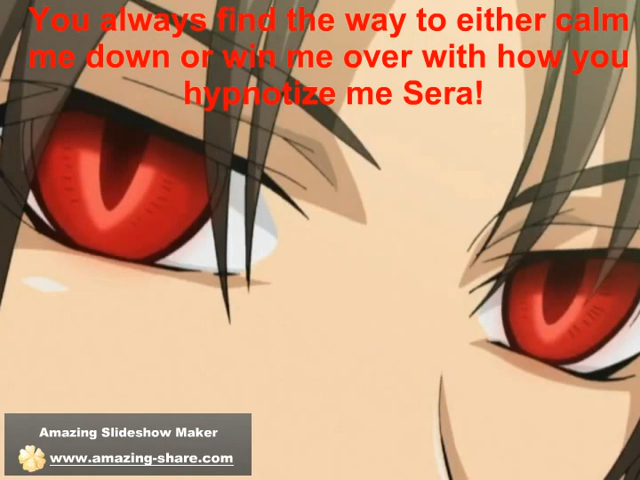 You always find the way to either calm
me down or win me over with how you
hypnotize me Sera!
Amazing Slideshow Maker
www.amazing-share.com